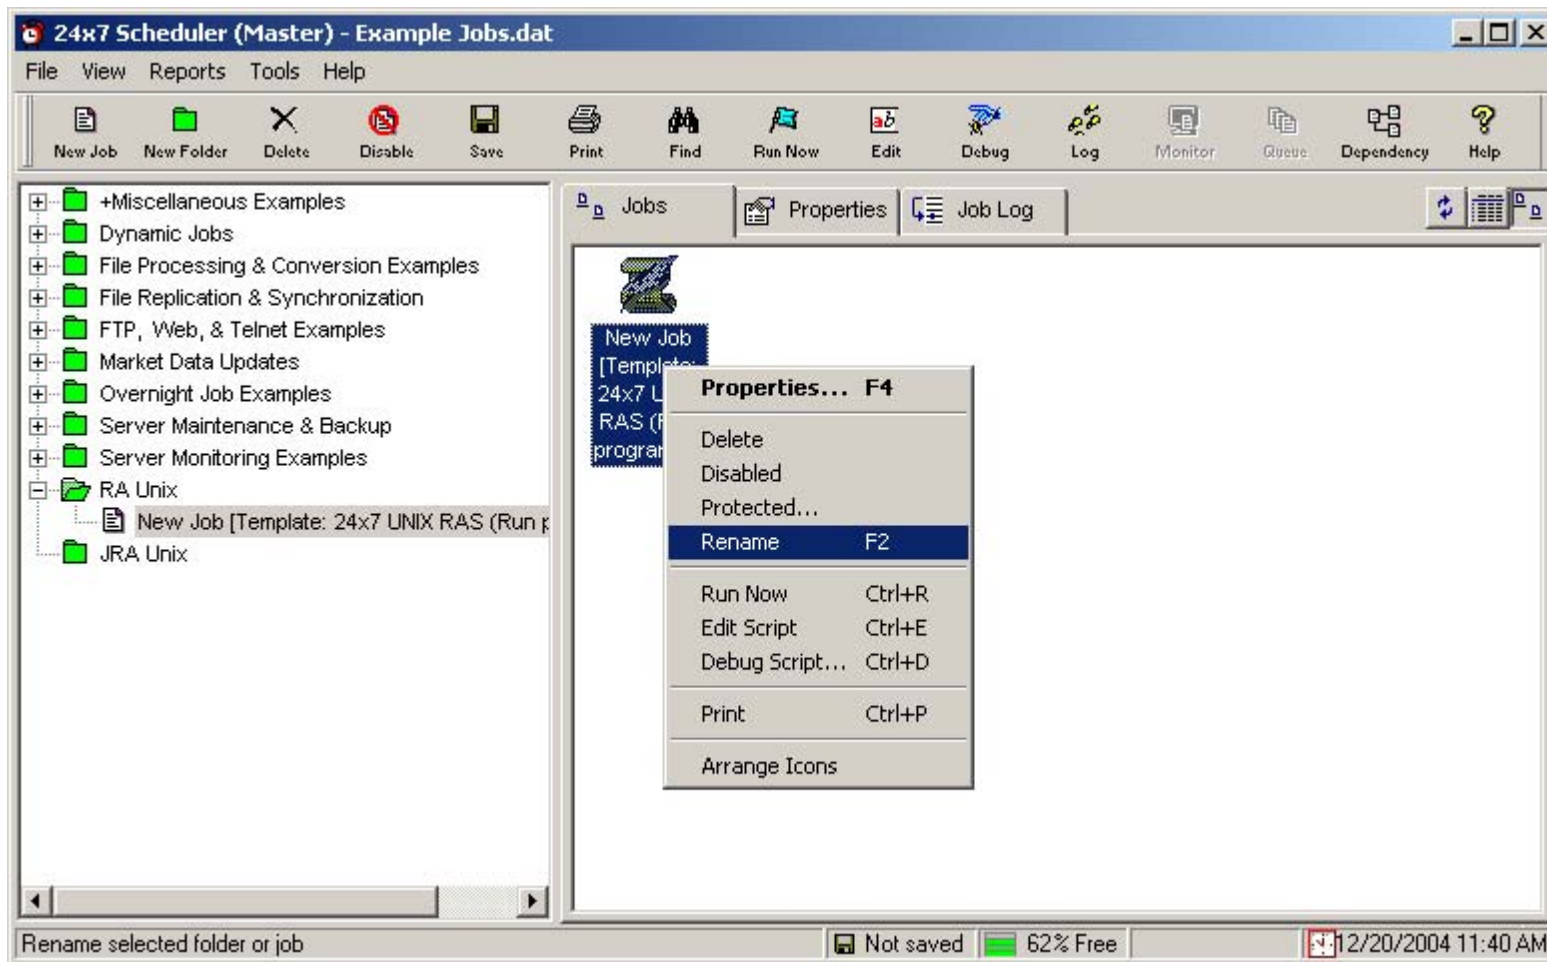 24x7 Scheduler (Master) - Example Jobs.dat
File View Reports Tools Help
New Job New Folder Delete Disable Save Print Find Run Now Edit Debug Log Monitor Queue Dependency Help
+Miscellaneous Examples
Dynamic Jobs
File Processing & Conversion Examples
File Replication & Synchronization
FTP, Web, & Telnet Examples
Market Data Updates
Overnight Job Examples
Server Maintenance & Backup
Server Monitoring Examples
RA Unix
New Job [Template: 24x7 UNIX RAS (Run
JRA Unix
Jobs Properties Job Log
New Job
[Template:
24x7
RAS
Properties... F4
Delete
Disabled
Protected...
Rename F2
Run Now Ctrl+R
Edit Script Ctrl+E
Debug Script... Ctrl+D
Print Ctrl+P
Arrange Icons
Rename selected folder or job
Not saved 62% Free 12/20/2004 11:40 AM